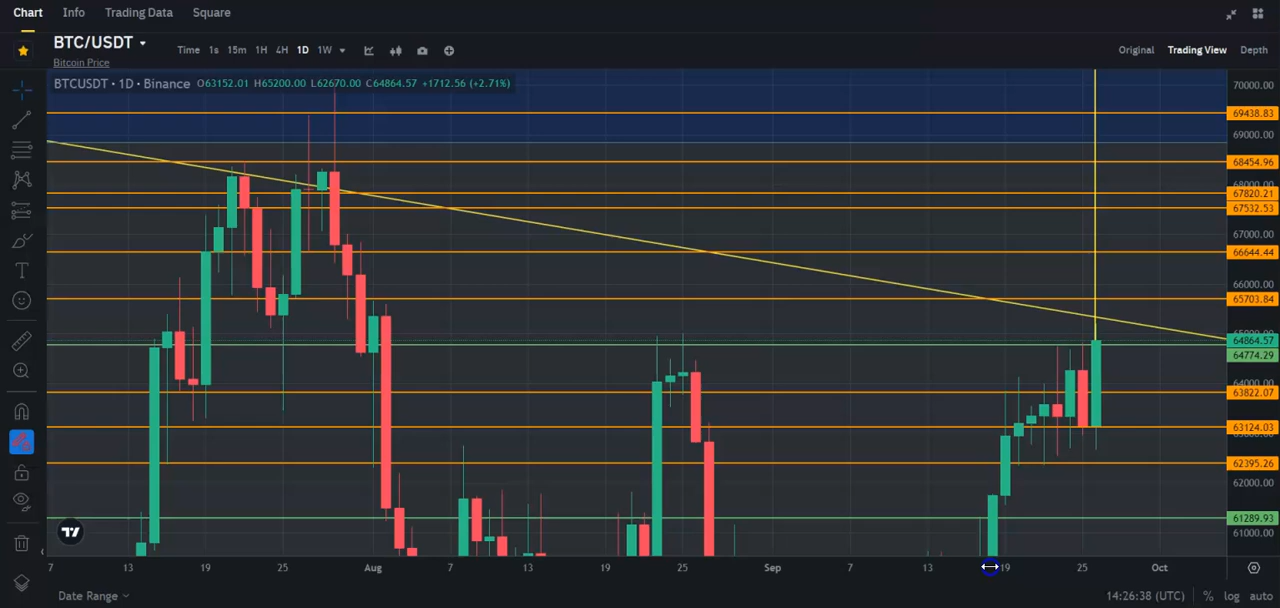 Chart Info Trading Data Square
BTC/USDT
Bitcoin Price
Time 1s 15m 1H 4H 1D 1W
Original Trading View Depth
BTCUSDT · 1D · Binance O63152.01 H65200.00 L62670.00 C64864.57 +1712.56 (+2.71%)
70000.00
69438.83
69000.00
68454.96
68000.00
67820.21
67532.53
67000.00
66644.44
66000.00
65703.84
65000.00
64864.57
64774.29
64000.00
63822.07
63124.03
63000.00
62395.26
62000.00
61289.93
61000.00
7 13 19 25 Aug 7 13 19 25 Sep 7 13 19 25 Oct
Date Range 14:26:38 (UTC) % log auto